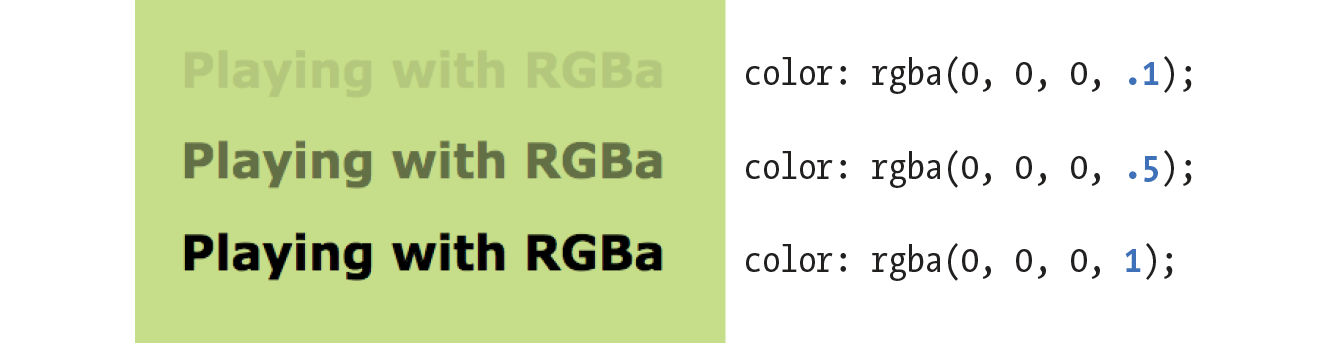 Playing with RGBa color: rgba(0, 0, 0, .1);
Playing with RGBa color: rgba(0, 0, 0, .5);
Playing with RGBa color: rgba(0, 0, 0, 1);